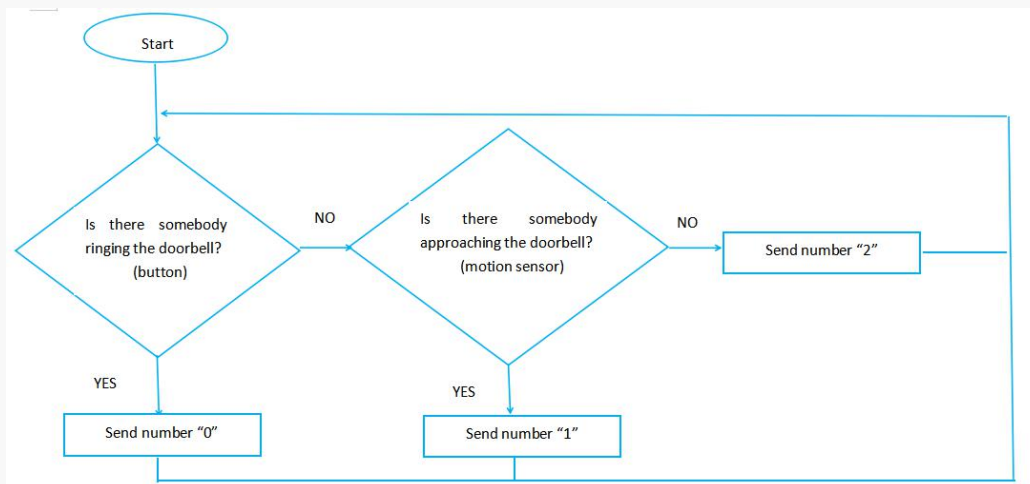 Start
Is there somebody
ringing the doorbell?
(button)
NO
Is there somebody
approaching the doorbell?
(motion sensor)
NO
Send number “2”
YES
Send number “0”
YES
Send number “1”